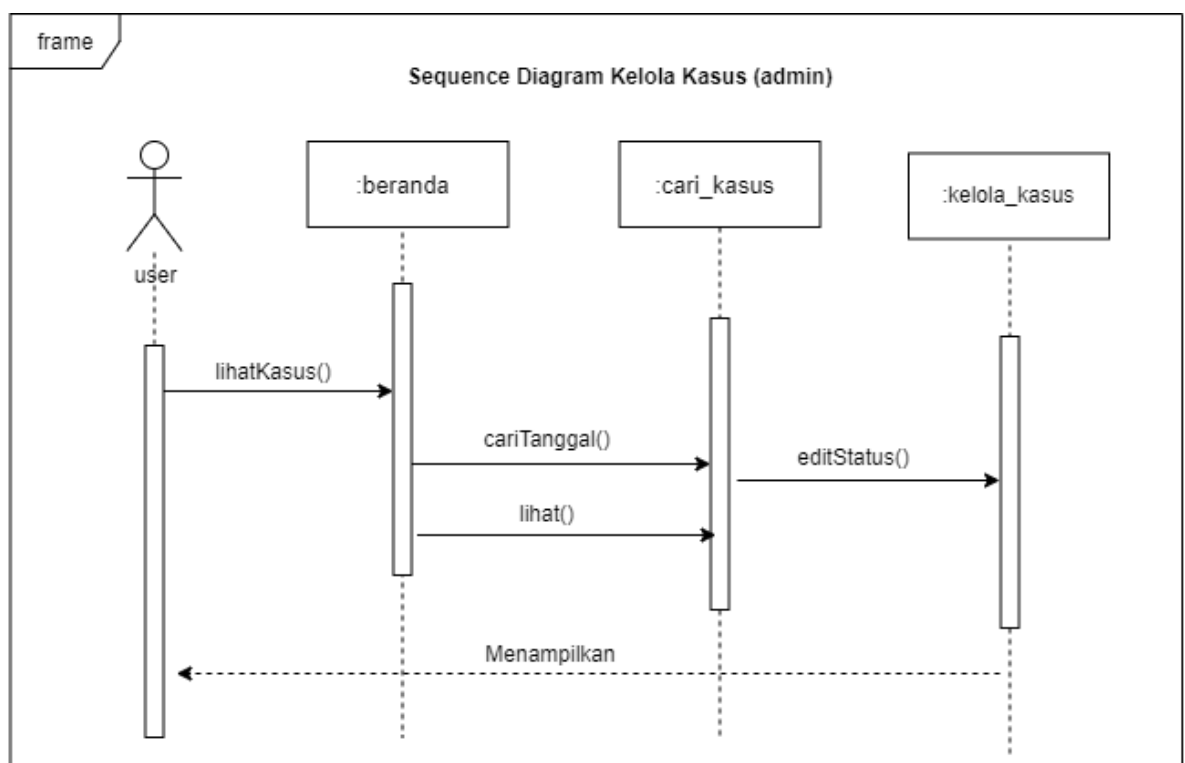 frame
Sequence Diagram Kelola Kasus (admin)
:beranda
:cari_kasus
:kelola_kasus
user
lihatKasus()
cariTanggal()
editStatus()
lihat()
Menampilkan